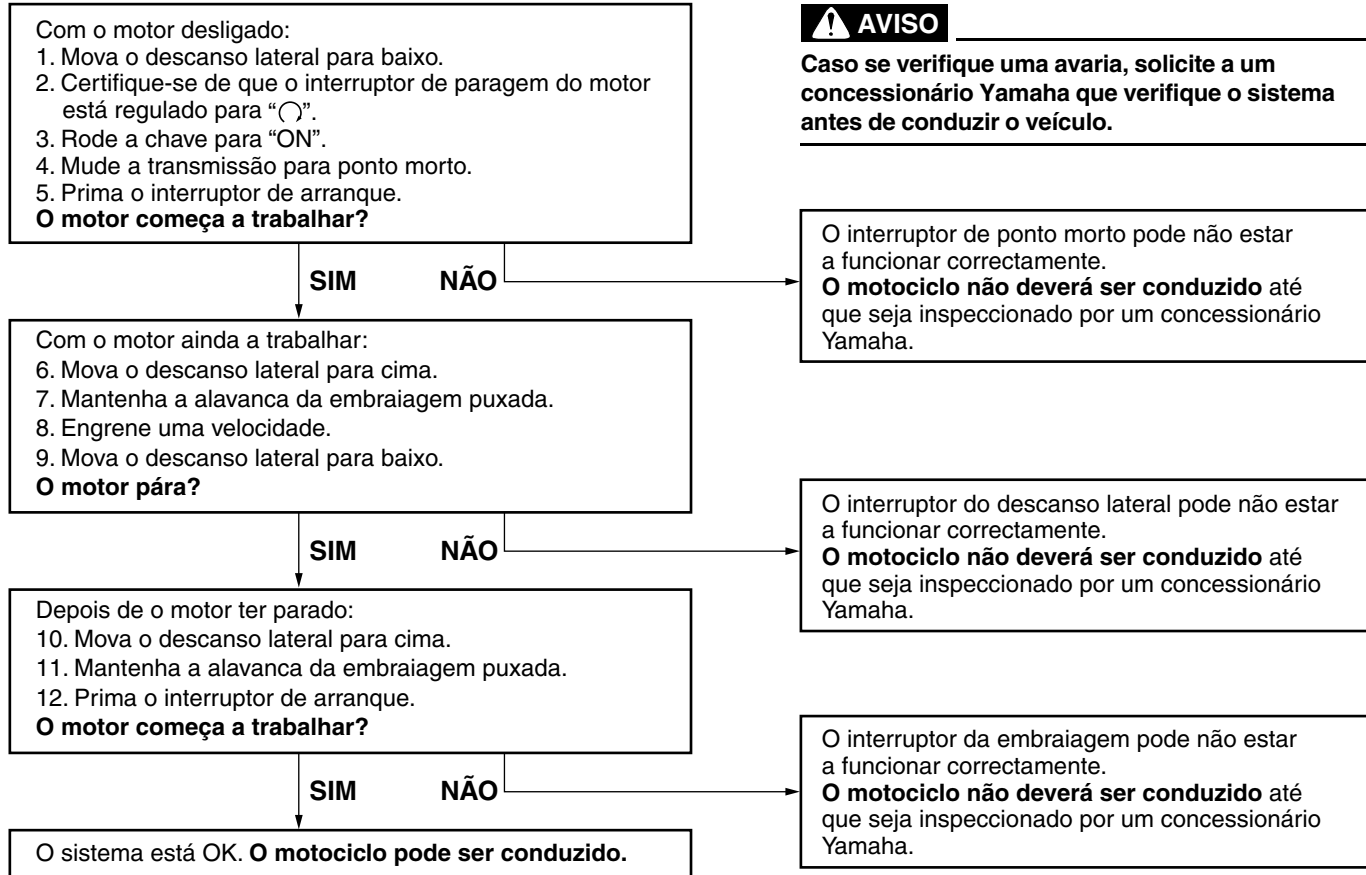 Com o motor desligado:
1. Mova o descanso lateral para baixo.
2. Certifique-se de que o interruptor de paragem do motor
está regulado para “ ”.
3. Rode a chave para “ON”.
4. Mude a transmissão para ponto morto.
5. Prima o interruptor de arranque.
O motor começa a trabalhar?
AVISO
Caso se verifique uma avaria, solicite a um
concessionário Yamaha que verifique o sistema
antes de conduzir o veículo.
SIM NÃO
O interruptor de ponto morto pode não estar
a funcionar correctamente.
O motociclo não deverá ser conduzido até
que seja inspeccionado por um concessionário
Yamaha.
Com o motor ainda a trabalhar:
6. Mova o descanso lateral para cima.
7. Mantenha a alavanca da embraiagem puxada.
8. Engrene uma velocidade.
9. Mova o descanso lateral para baixo.
O motor pára?
SIM NÃO
O interruptor do descanso lateral pode não estar
a funcionar correctamente.
O motociclo não deverá ser conduzido até
que seja inspeccionado por um concessionário
Yamaha.
Depois de o motor ter parado:
10. Mova o descanso lateral para cima.
11. Mantenha a alavanca da embraiagem puxada.
12. Prima o interruptor de arranque.
O motor começa a trabalhar?
SIM NÃO
O interruptor da embraiagem pode não estar
a funcionar correctamente.
O motociclo não deverá ser conduzido até
que seja inspeccionado por um concessionário
Yamaha.
O sistema está OK. O motociclo pode ser conduzido.